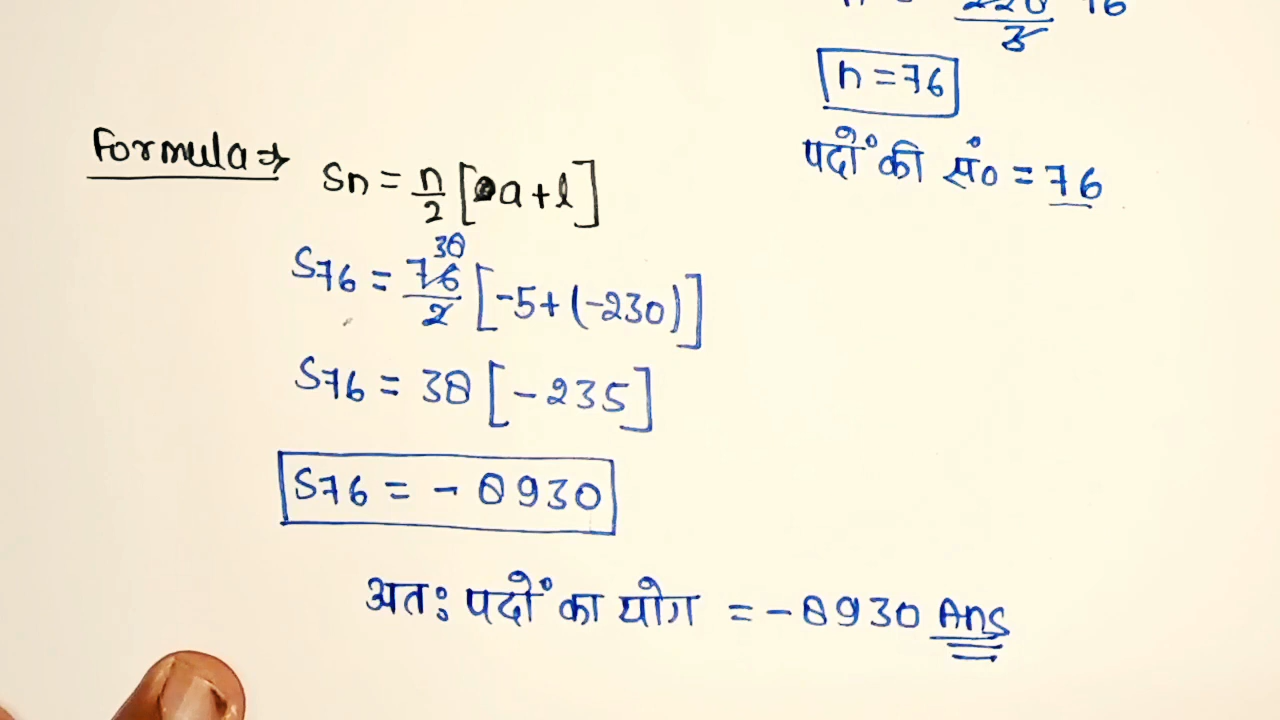 n = 76
पदों की सं० = 76
Formula ⇒ Sn = n/2 [a + l]
S76 = 76/2 38 [-5 + (-230)]
S76 = 38 [-235]
S76 = - 8930
अतः पदों का योग = - 8930 Ans